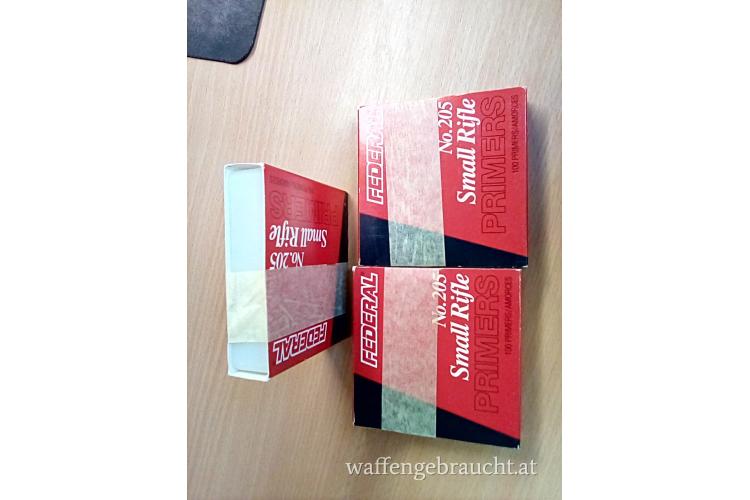 FEDERAL
No. 205
Small Rifle
PRIMERS
100 PRIMERS/AMORCES
FEDERAL
No. 205
Small Rifle
PRIMERS
100 PRIMERS/AMORCES
FEDERAL
No. 205
Small Rifle
PRIMERS
waffengebraucht.at